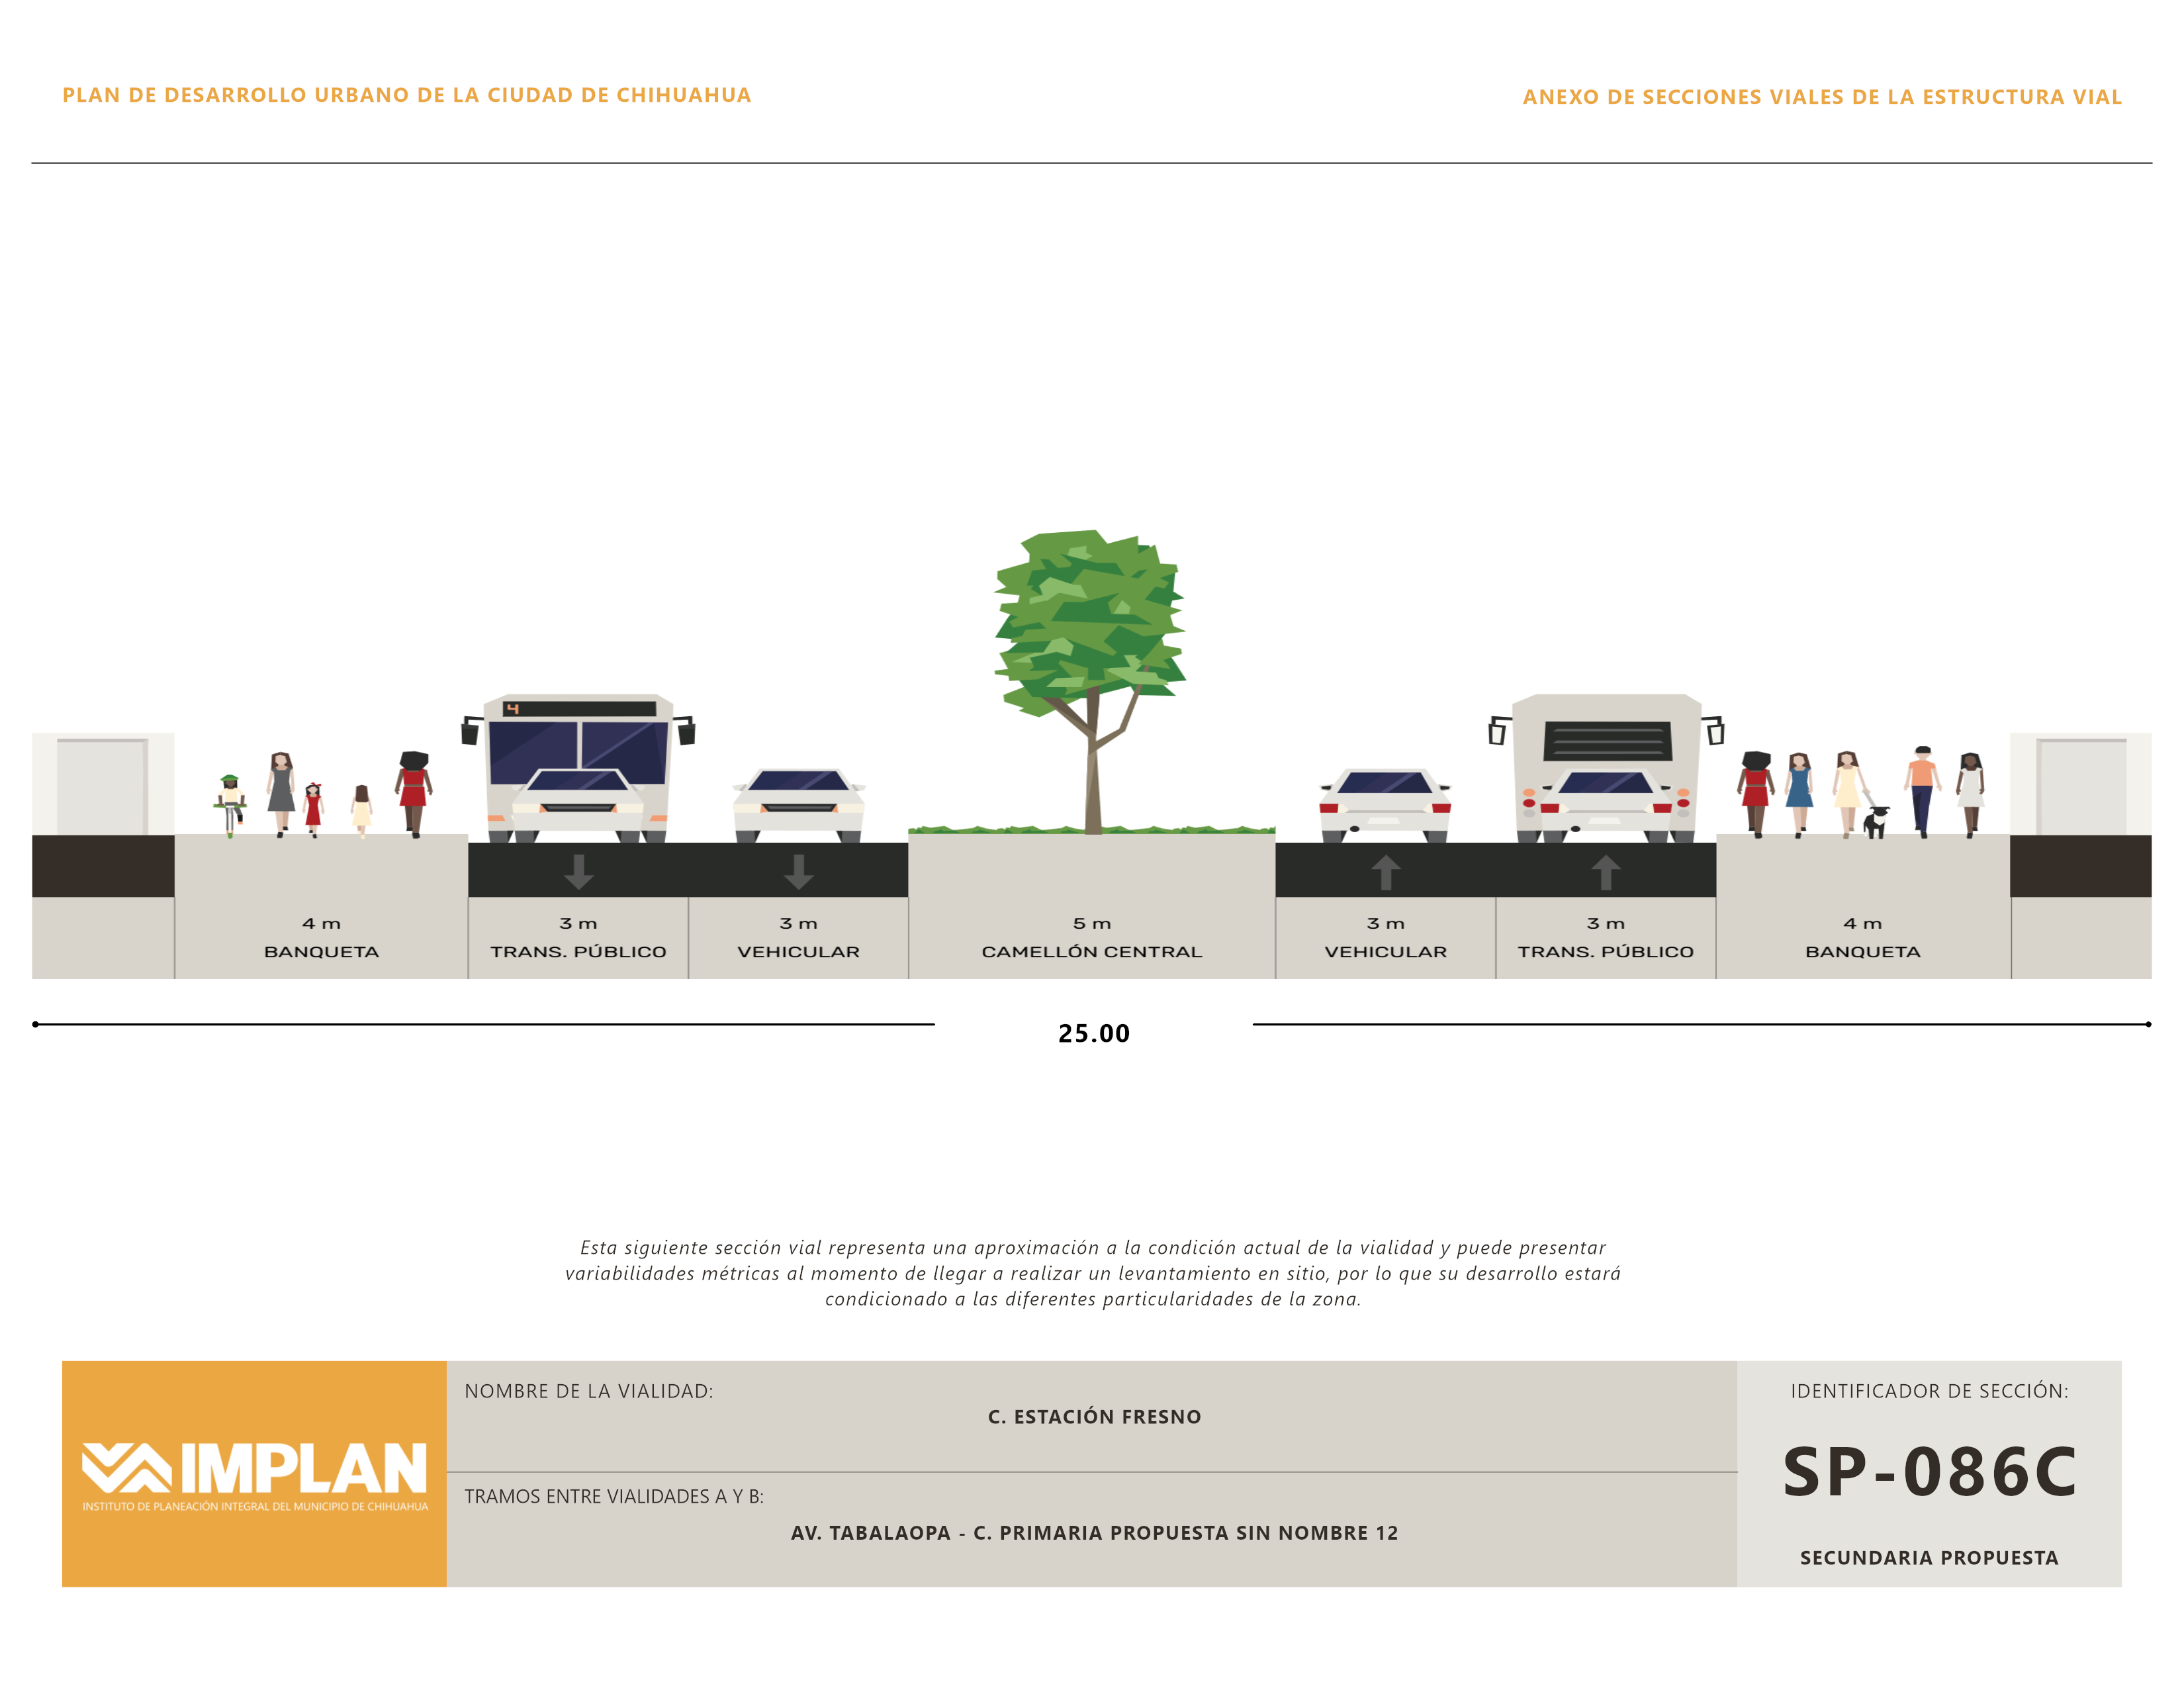 PLAN DE DESARROLLO URBANO DE LA CIUDAD DE CHIHUAHUA
ANEXO DE SECCIONES VIALES DE LA ESTRUCTURA VIAL
4
4 m
BANQUETA
3 m
TRANS. PÚBLICO
3 m
VEHICULAR
5 m
CAMELLÓN CENTRAL
3 m
VEHICULAR
3 m
TRANS. PÚBLICO
4 m
BANQUETA
25.00
Esta siguiente sección vial representa una aproximación a la condición actual de la vialidad y puede presentar
variabilidades métricas al momento de llegar a realizar un levantamiento en sitio, por lo que su desarrollo estará
condicionado a las diferentes particularidades de la zona.
IMPLAN
INSTITUTO DE PLANEACIÓN INTEGRAL DEL MUNICIPIO DE CHIHUAHUA
NOMBRE DE LA VIALIDAD:
C. ESTACIÓN FRESNO
TRAMOS ENTRE VIALIDADES A Y B:
AV. TABALAOPA - C. PRIMARIA PROPUESTA SIN NOMBRE 12
IDENTIFICADOR DE SECCIÓN:
SP-086C
SECUNDARIA PROPUESTA